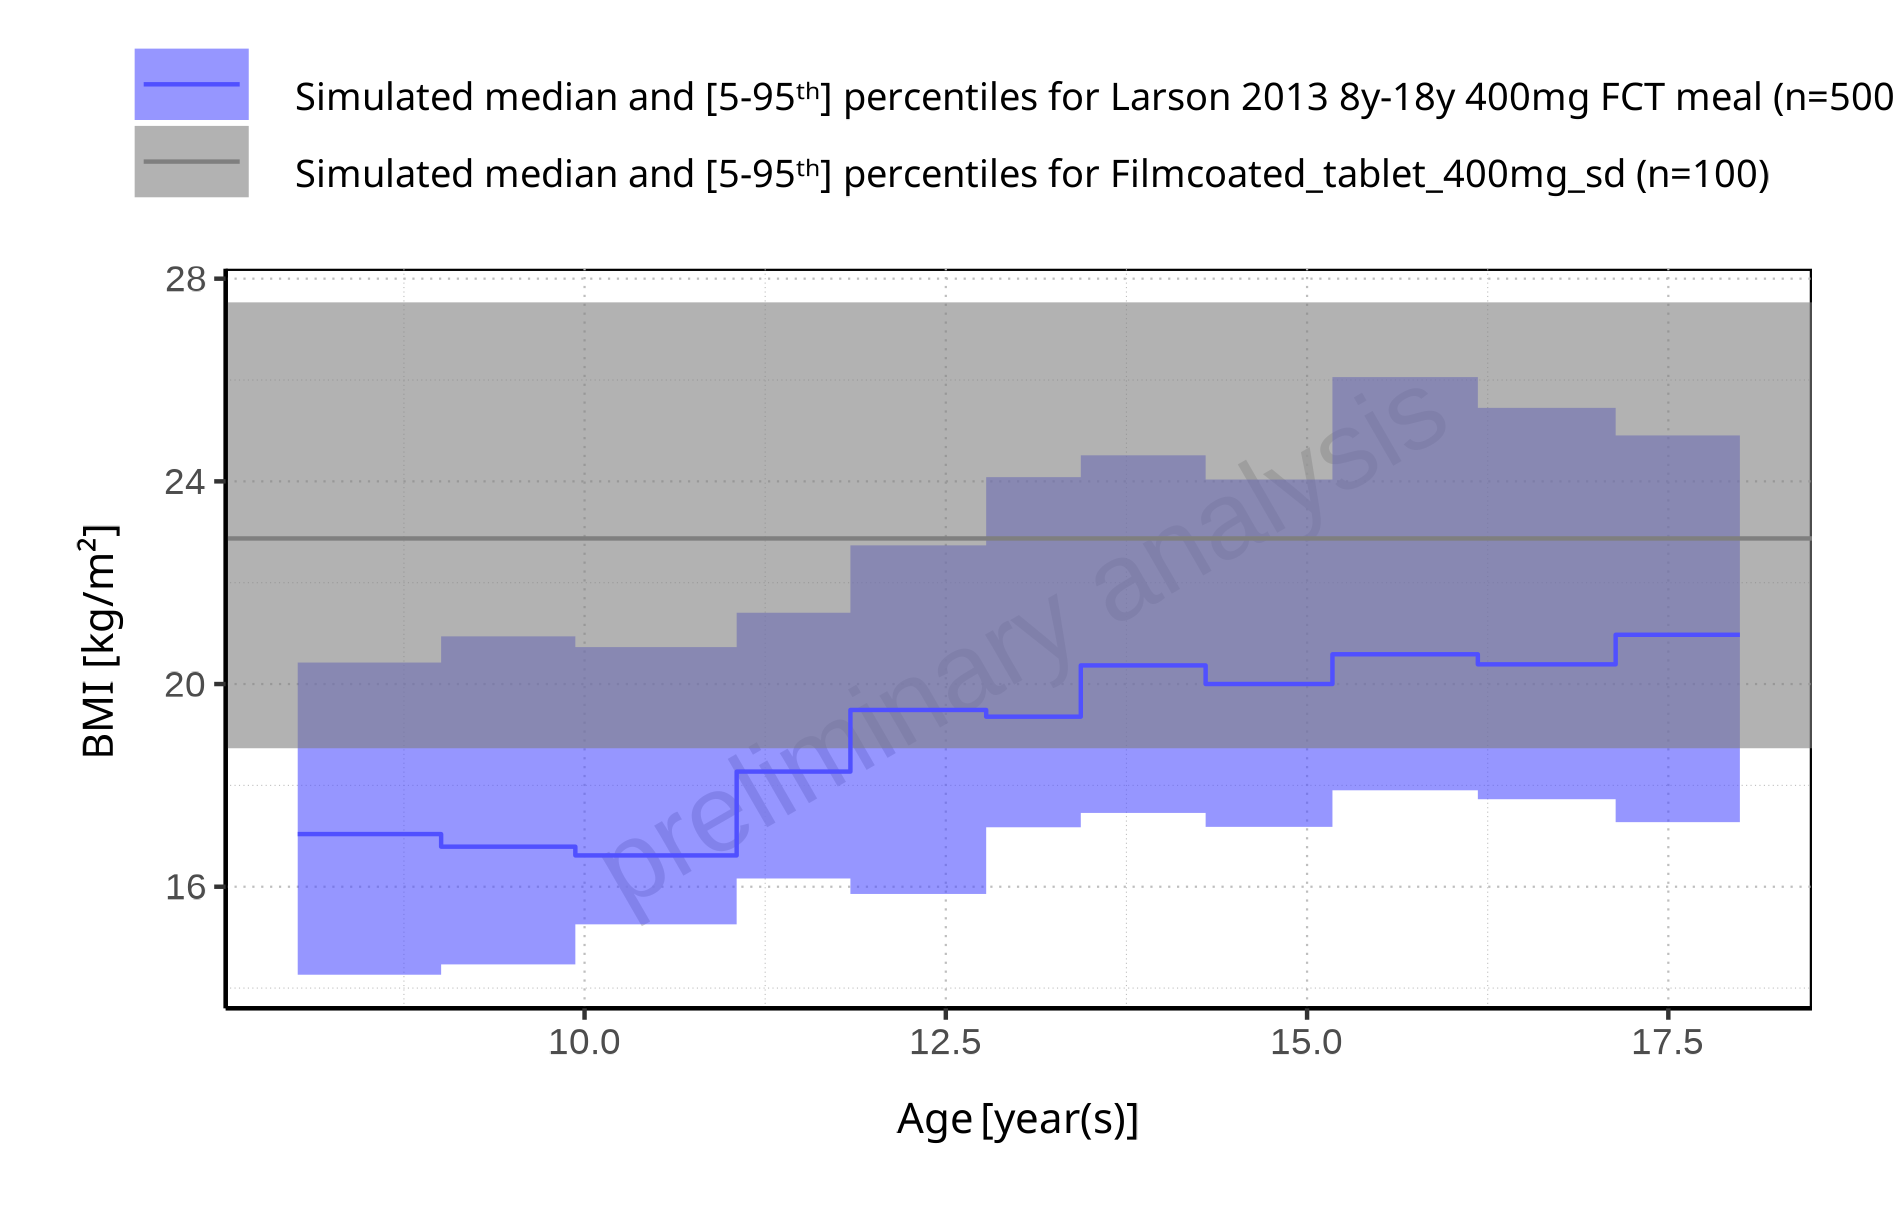 Simulated median and [5-95ᵗʰ] percentiles for Larson 2013 8y-18y 400mg FCT meal (n=500
Simulated median and [5-95ᵗʰ] percentiles for Filmcoated_tablet_400mg_sd (n=100)
28
24
20
16
BMI [kg/m²]
preliminary analysis
10.0 12.5 15.0 17.5
Age [year(s)]